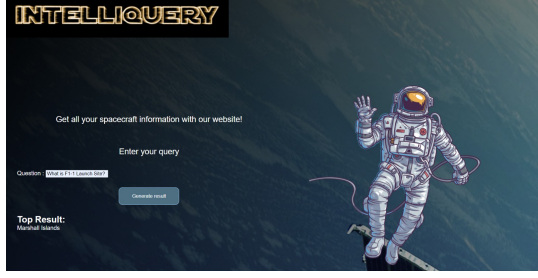 INTELLIQUERY
Get all your spacecraft information with our website!
Enter your query
Question : What is F1-1 Launch Site?
Generate result
Top Result:
Marshall Islands